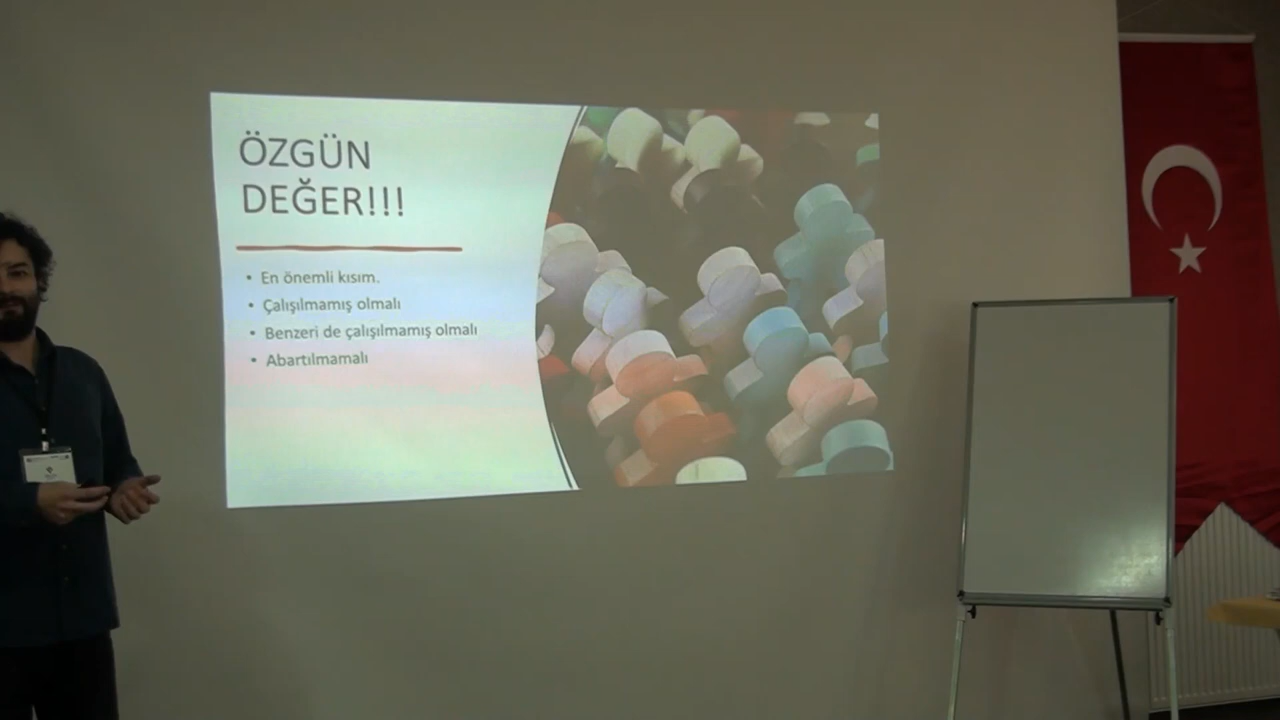 ÖZGÜN
DEĞER!!!
• En önemli kısım.
• Çalışılmamış olmalı
• Benzeri de çalışılmamış olmalı
• Abartılmamalı